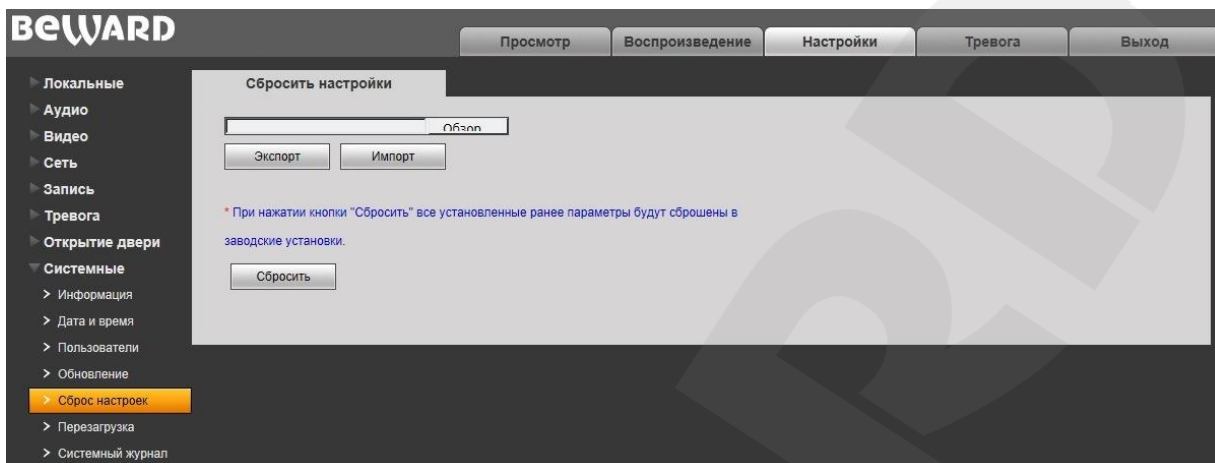 BEWARD
Просмотр
Воспроизведение
Настройки
Тревога
Выход
Локальные
Аудио
Видео
Сеть
Запись
Тревога
Открытие двери
Системные
Информация
Дата и время
Пользователи
Обновление
Сброс настроек
Перезагрузка
Системный журнал
Сбросить настройки
Обзор
Экспорт
Импорт
* При нажатии кнопки "Сбросить" все установленные ранее параметры будут сброшены в
заводские установки.
Сбросить